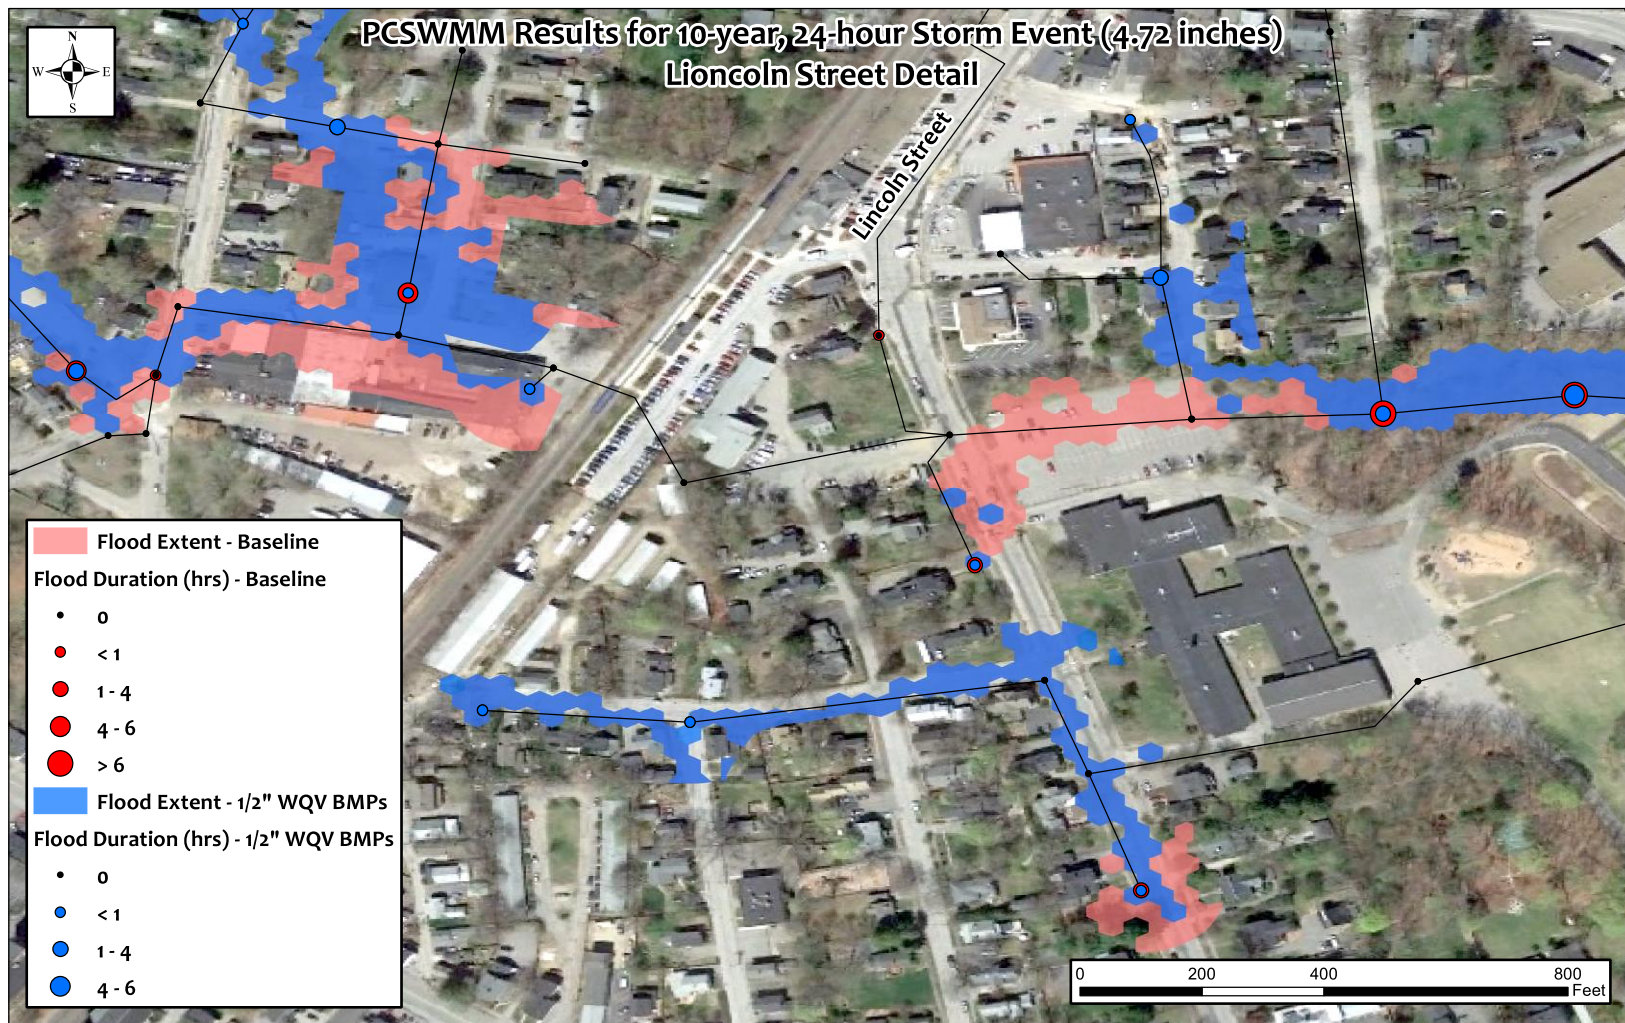 PCSWMM Results for 10-year, 24-hour Storm Event (4.72 inches)
Lioncoln Street Detail
N
W E
S
Lincoln Street
Flood Extent - Baseline
Flood Duration (hrs) - Baseline
0
< 1
1 - 4
4 - 6
> 6
Flood Extent - 1/2" WQV BMPs
Flood Duration (hrs) - 1/2" WQV BMPs
0
< 1
1 - 4
4 - 6
0 200 400 800
Feet